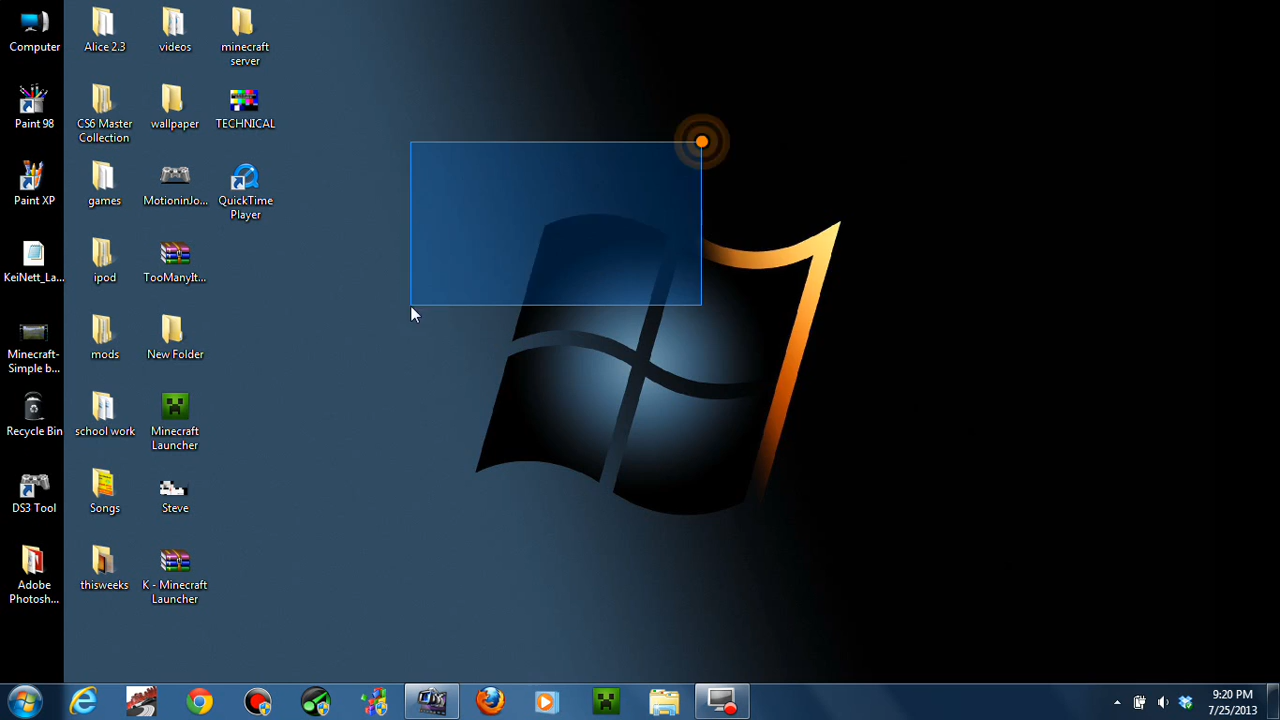 Computer
Alice 2.3
videos
minecraft
server
Paint 98
CS6 Master
Collection
wallpaper
TECHNICAL
Paint XP
games
MotioninJo...
QuickTime
Player
KeiNett_La...
ipod
TooManyIt...
Minecraft-
Simple b...
mods
New Folder
Recycle Bin
school work
Minecraft
Launcher
DS3 Tool
Songs
Steve
Adobe
Photosh...
thisweeks
K - Minecraft
Launcher
9:20 PM
7/25/2013